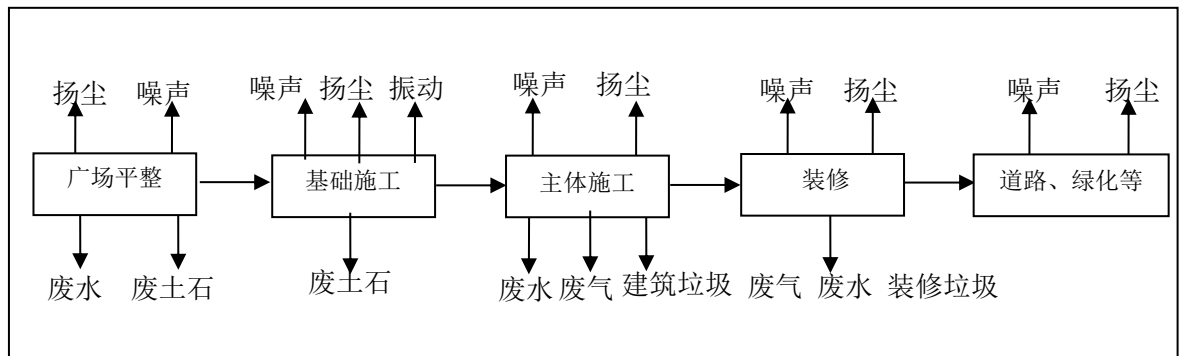 扬尘 噪声 噪声 扬尘 振动 噪声 扬尘 噪声 扬尘 噪声 扬尘
广场平整 基础施工 主体施工 装修 道路、绿化等
废水 废土石 废土石 废水 废气 建筑垃圾 废气 废水 装修垃圾